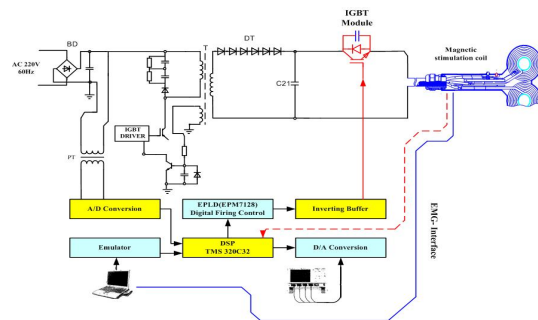 IGBT
Module
BD
T
DT
AC 220V
60Hz
Magnetic
stimulation coil
C21
IGBT
DRIVER
PT
A/D Conversion
EPLD(EPM7128)
Digital Firing Control
Inverting Buffer
Emulator
DSP
TMS 320C32
D/A Conversion
EMG- Interface